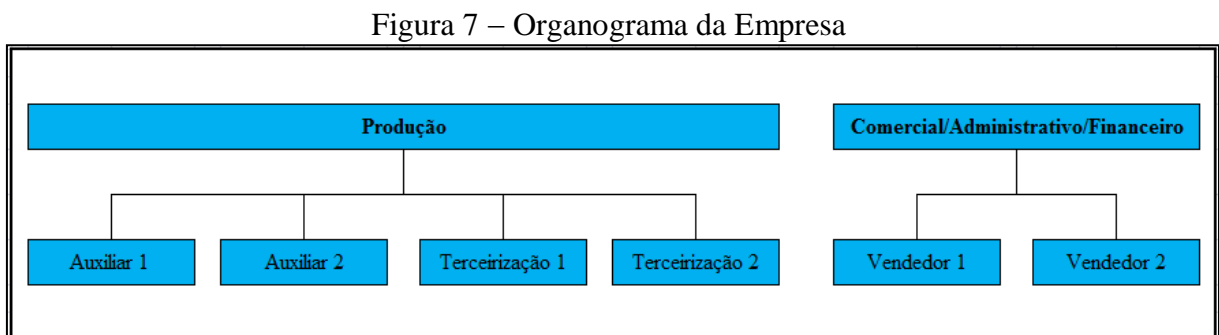 Figura 7 – Organograma da Empresa
Produção
Comercial/Administrativo/Financeiro
Auxiliar 1
Auxiliar 2
Terceirização 1
Terceirização 2
Vendedor 1
Vendedor 2